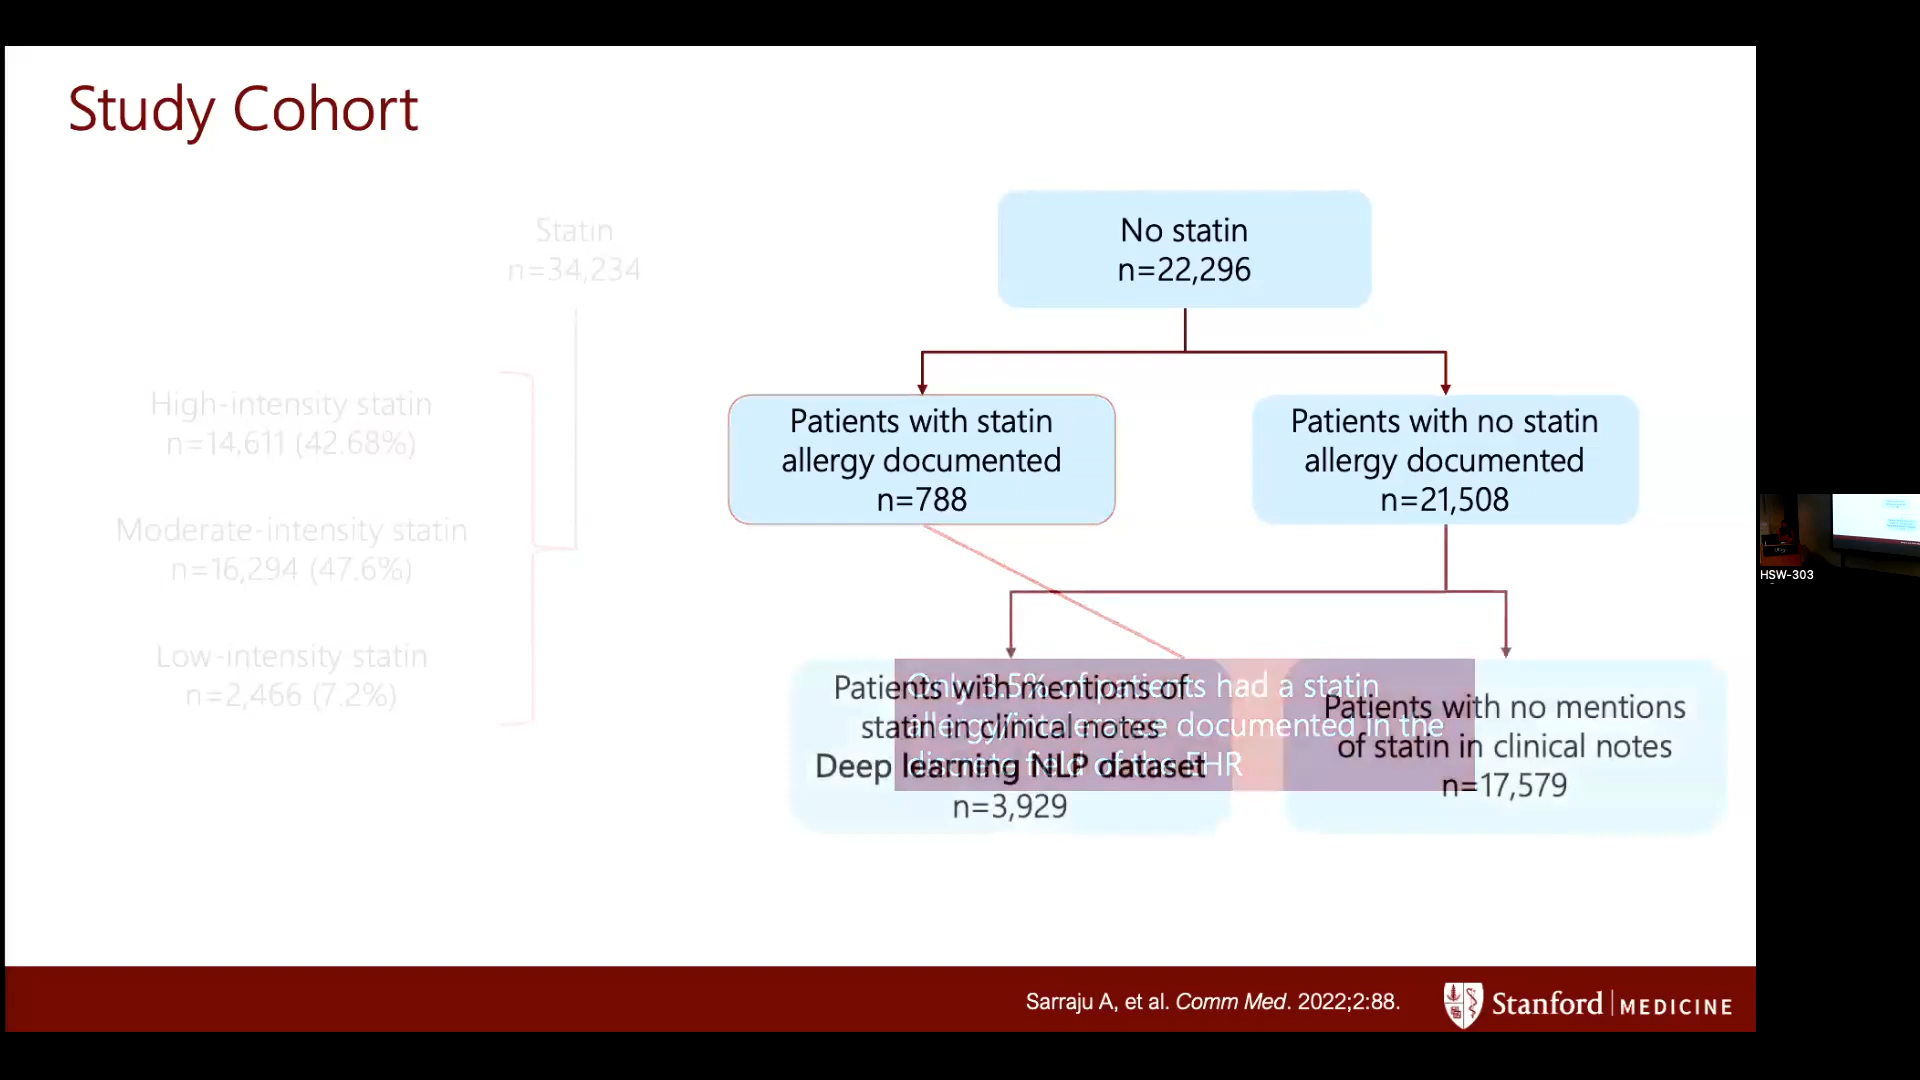 Study Cohort
Statin
n=34,234
No statin
n=22,296
High-intensity statin
n=14,611 (42.68%)
Moderate-intensity statin
n=16,294 (47.6%)
Low-intensity statin
n=2,466 (7.2%)
Patients with statin
allergy documented
n=788
Patients with no statin
allergy documented
n=21,508
Patients with mentions of
statin in clinical notes
Deep learning NLP dataset
n=3,929
Only 3.5% of patients had a statin
allergy/intolerance documented in the
discrete field of the EHR
Patients with no mentions
of statin in clinical notes
n=17,579
Sarraju A, et al. Comm Med. 2022;2:88.
Stanford MEDICINE
HSW-303